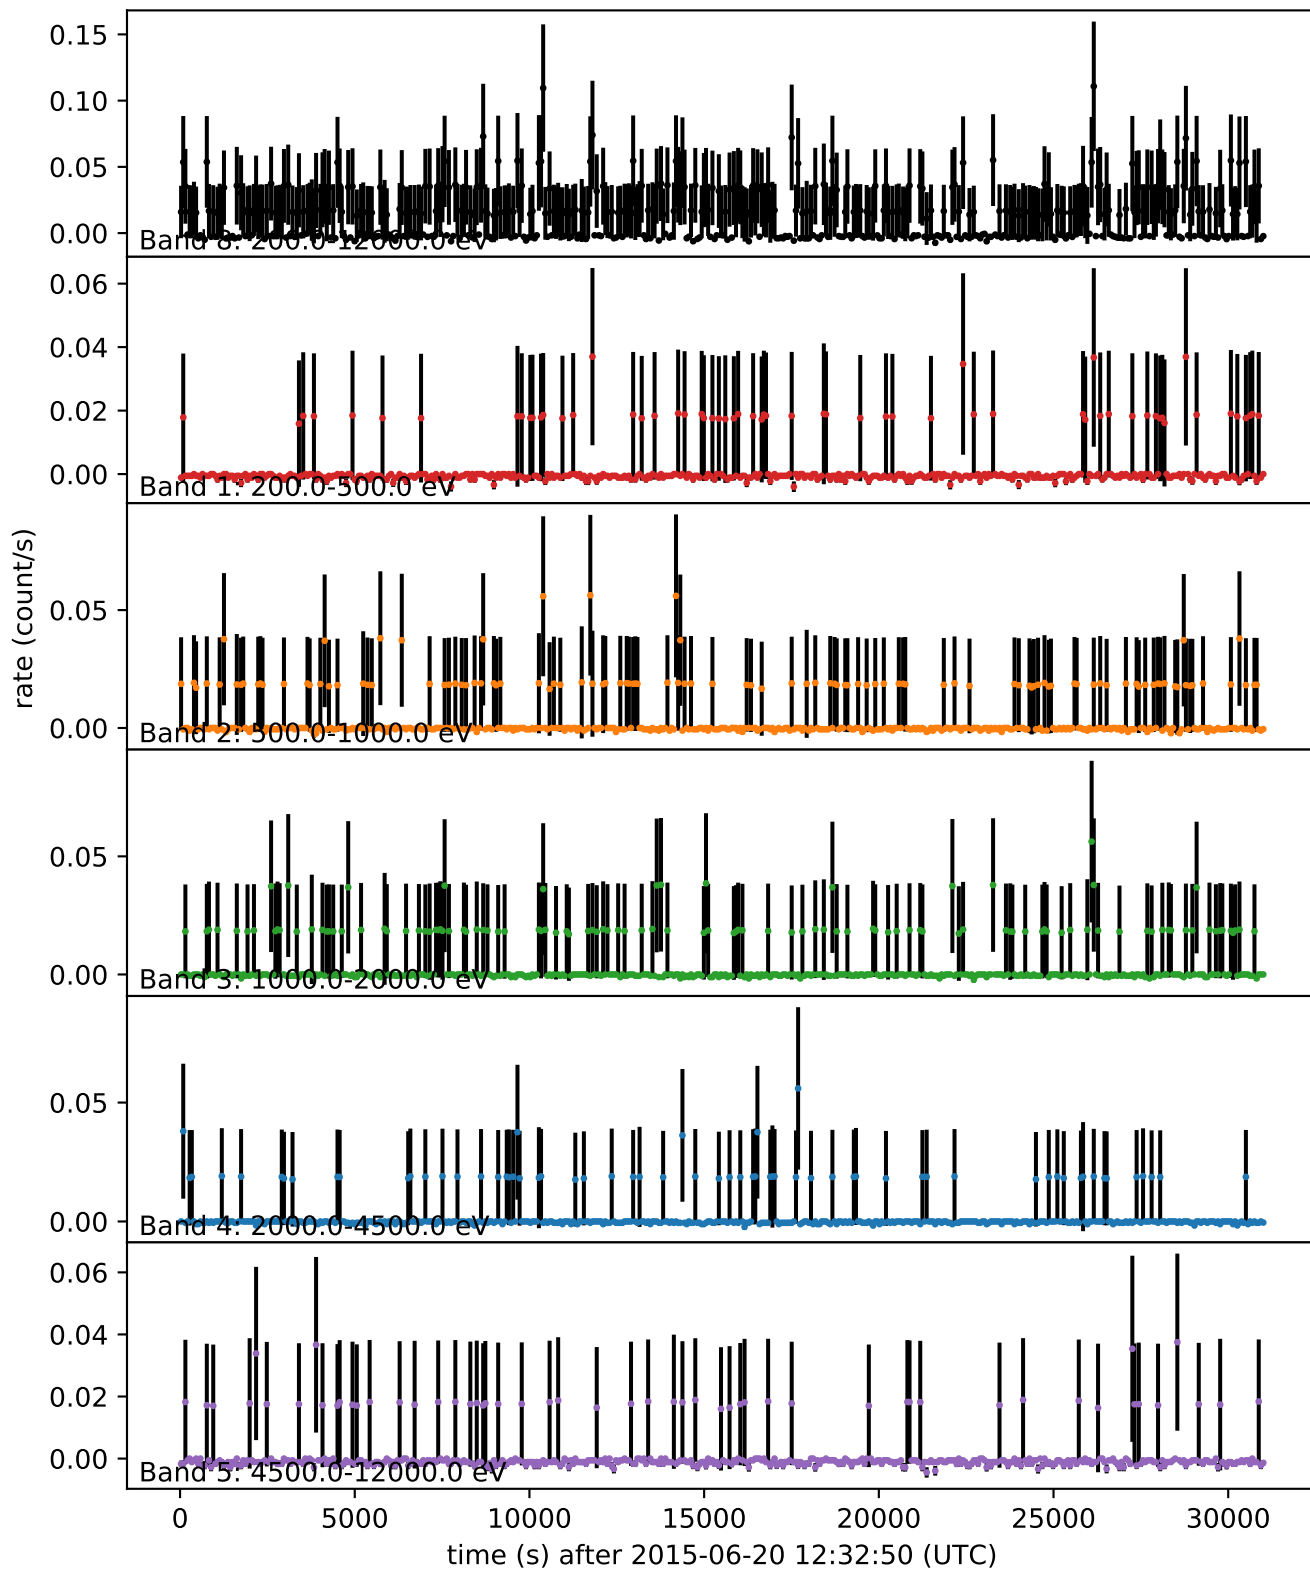 0.15
0.10
0.05
0.00
Band 8: 200.0-12000.0 eV
0.06
0.04
0.02
0.00
Band 1: 200.0-500.0 eV
rate (count/s)
0.05
0.00
Band 2: 500.0-1000.0 eV
0.05
0.00
Band 3: 1000.0-2000.0 eV
0.05
0.00
Band 4: 2000.0-4500.0 eV
0.06
0.04
0.02
0.00
Band 5: 4500.0-12000.0 eV
0 5000 10000 15000 20000 25000 30000
time (s) after 2015-06-20 12:32:50 (UTC)